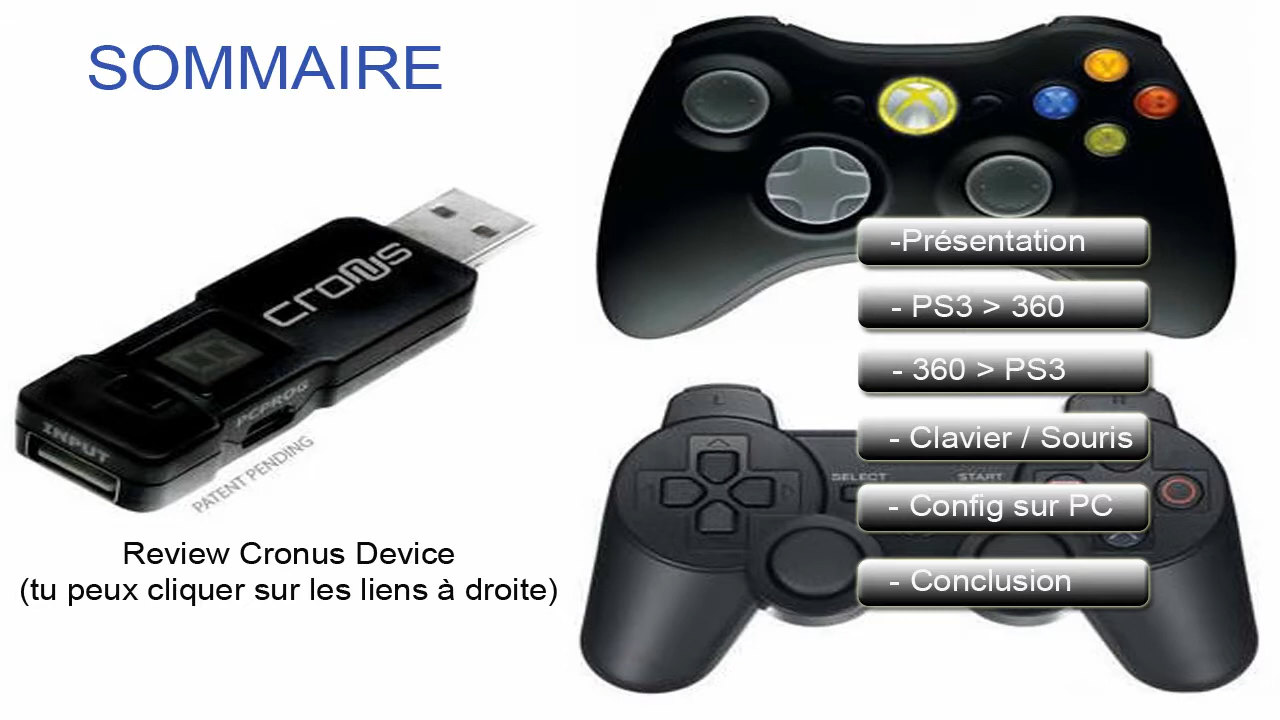 SOMMAIRE
CRONUS
PCPROG
INPUT
PATENT PENDING
Review Cronus Device
(tu peux cliquer sur les liens à droite)
Y
X
B
-Présentation
- PS3 > 360
- 360 > PS3
- Clavier / Souris
SELECT
START
- Config sur PC
- Conclusion